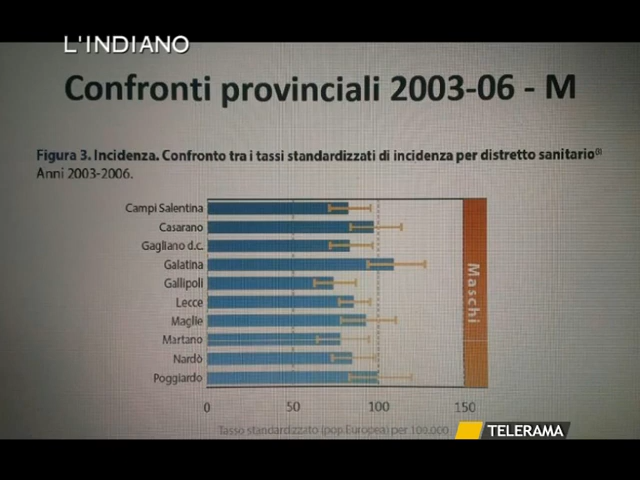 L'INDIANO
Confronti provinciali 2003-06 - M
Figura 3. Incidenza. Confronto tra i tassi standardizzati di incidenza per distretto sanitario
Anni 2003-2006.
Campi Salentina
Casarano
Gagliano d.c.
Galatina
Gallipoli
Lecce
Maglie
Martano
Nardò
Poggiardo
Maschi
0 50 100 150
Tasso standardizzato (pop. Europea) per 100.000
TELERAMA